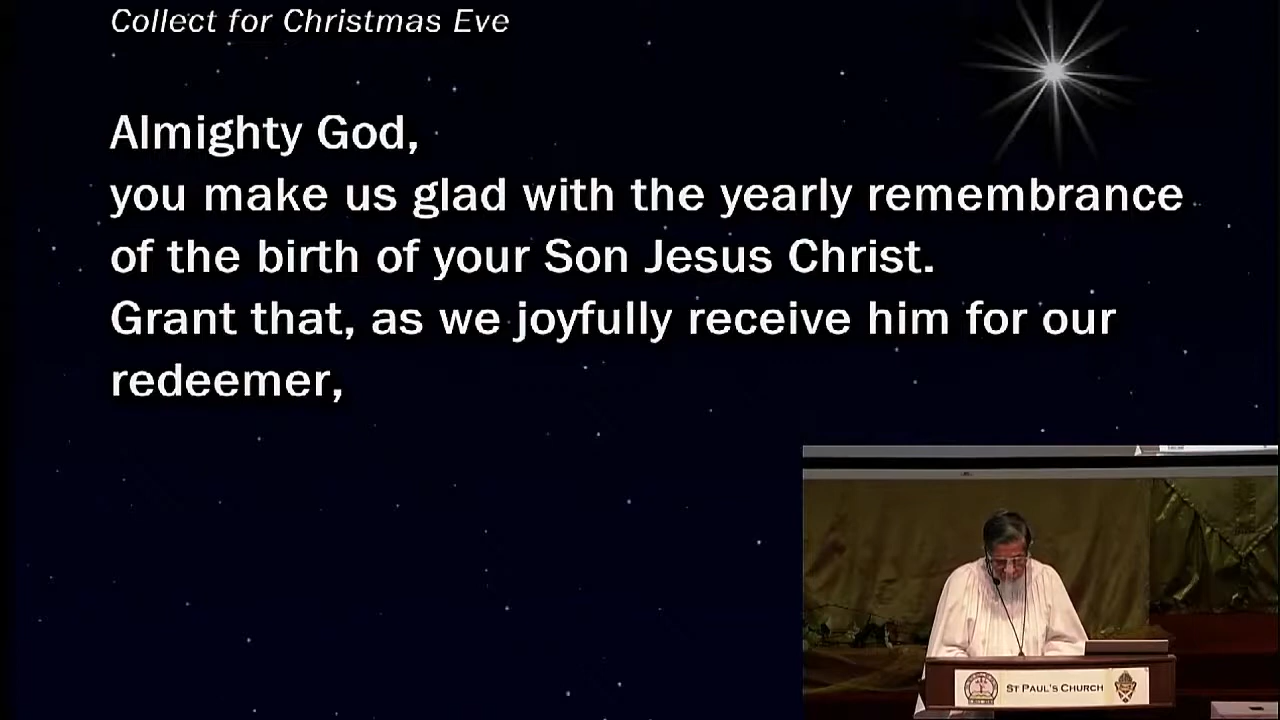 Collect for Christmas Eve
Almighty God,
you make us glad with the yearly remembrance
of the birth of your Son Jesus Christ.
Grant that, as we joyfully receive him for our
redeemer,
ST PAUL'S CHURCH